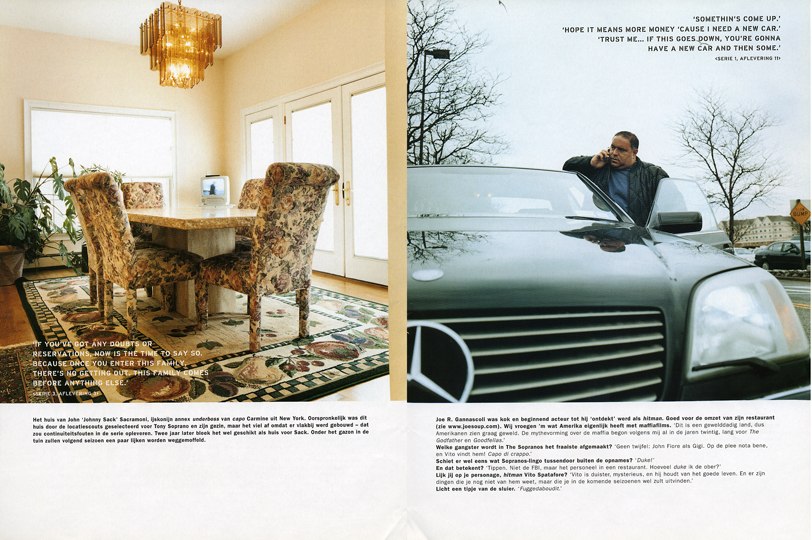 'IF YOU'VE GOT ANY DOUBTS OR
RESERVATIONS, NOW IS THE TIME TO SAY SO.
BECAUSE ONCE YOU ENTER THIS FAMILY,
THERE'S NO GETTING OUT. THIS FAMILY COMES
BEFORE ANYTHING ELSE.'
<SERIE 3, AFLEVERING 3>
Het huis van John 'Johnny Sack' Sacramoni, ijskonijn annex underboss van capo Carmine uit New York. Oorspronkelijk was dit
huis door de locatiescouts geselecteerd voor Tony Soprano en zijn gezin, maar het viel af omdat er vlakbij werd gebouwd – dat
zou continuïteitsfouten in de serie opleveren. Twee jaar later bleek het wel geschikt als huis voor Sack. Onder het gazon in de
tuin zullen volgend seizoen een paar lijken worden weggemoffeld.
'SOMETHIN'S COME UP.'
'HOPE IT MEANS MORE MONEY 'CAUSE I NEED A NEW CAR.'
'TRUST ME... IF THIS GOES DOWN, YOU'RE GONNA
HAVE A NEW CAR AND THEN SOME.'
<SERIE 1, AFLEVERING 11>
Joe R. Gannascoli was kok en beginnend acteur tot hij 'ontdekt' werd als hitman. Goed voor de omzet van zijn restaurant
(zie www.joesoup.com). Wij vroegen 'm wat Amerika eigenlijk heeft met maffiafilms. 'Dit is een gewelddadig land, dus
Amerikanen zien graag geweld. De mythevorming over de maffia begon volgens mij al in de jaren twintig, lang voor The
Godfather en Goodfellas.'
Welke gangster wordt in The Sopranos het fraaiste afgemaakt? 'Geen twijfel: John Fiore als Gigi. Op die plee nota bene,
en Vito vindt hem! Capo di crappo.'
Schiet er wel eens wat Sopranos-lingo tussendoor buiten de opnames? 'Duke!'
En dat betekent? 'Tippen. Niet de FBI, maar het personeel in een restaurant. Hoeveel duke ik de ober?'
Lijk jij op je personage, hitman Vito Spatafore? 'Vito is duister, mysterieus, en hij houdt van het goede leven. En er zijn
dingen die je nog niet van hem weet, maar die je in de komende seizoenen wel zult uitvinden.'
Licht een tipje van de sluier. 'Fuggedaboudit.'